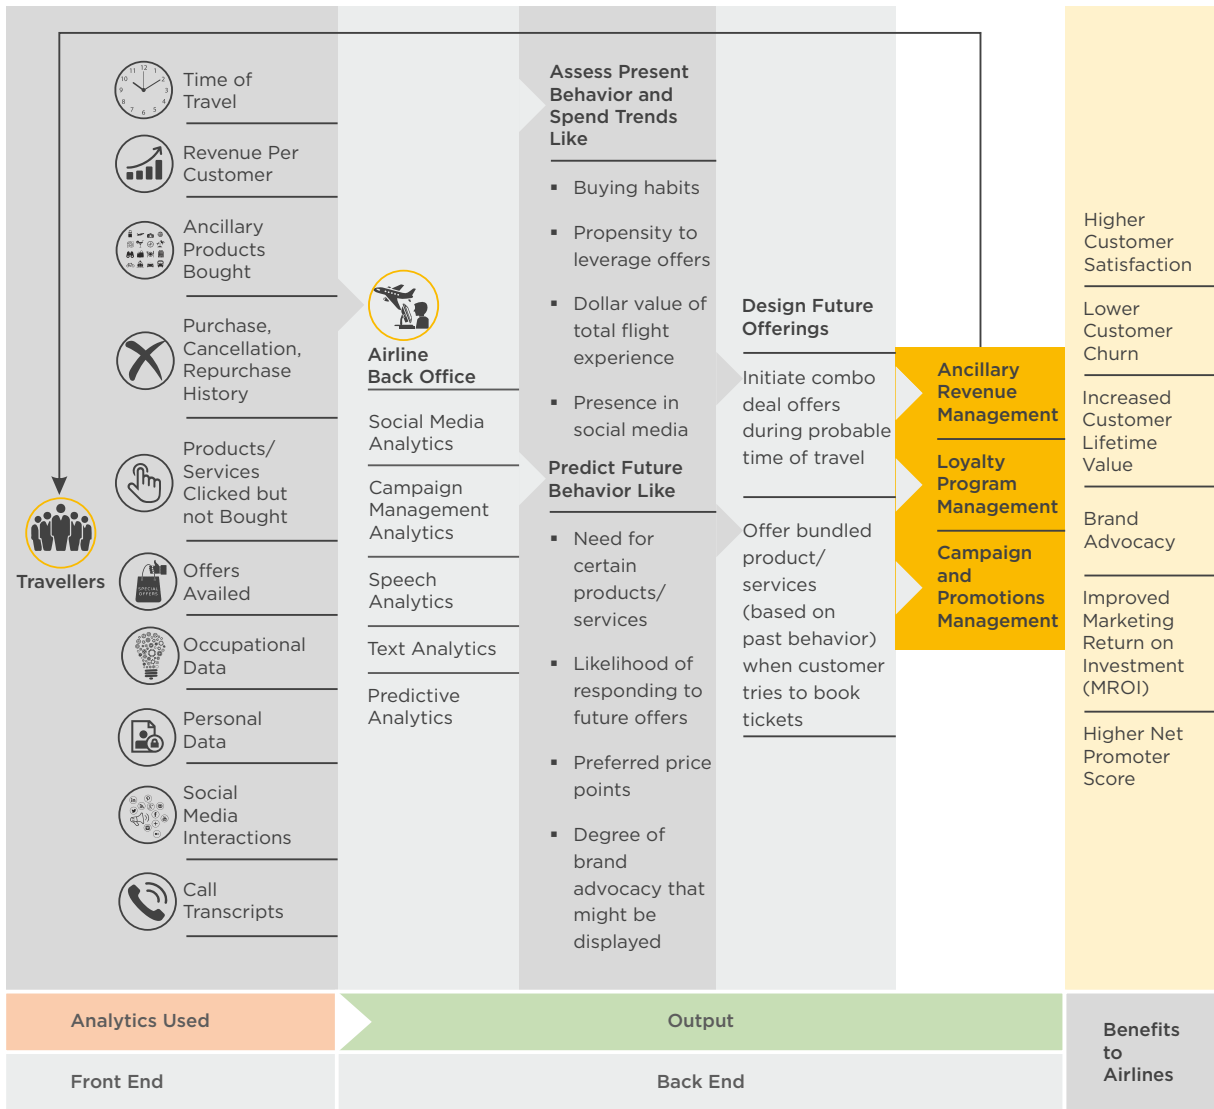 Time of
Travel
Revenue Per
Customer
Ancillary
Products
Bought
Purchase,
Cancellation,
Repurchase
History
Products/
Services
Clicked but
not Bought
Travellers
SPECIAL
OFFERS
Offers
Availed
Occupational
Data
Personal
Data
Social
Media
Interactions
Call
Transcripts
Airline
Back Office
Social Media
Analytics
Campaign
Management
Analytics
Speech
Analytics
Text Analytics
Predictive
Analytics
Assess Present
Behavior and
Spend Trends
Like
▪ Buying habits
▪ Propensity to
leverage offers
▪ Dollar value of
total flight
experience
▪ Presence in
social media
Predict Future
Behavior Like
▪ Need for
certain
products/
services
▪ Likelihood of
responding to
future offers
▪ Preferred price
points
▪ Degree of
brand
advocacy that
might be
displayed
Design Future
Offerings
Initiate combo
deal offers
during probable
time of travel
Offer bundled
product/
services
(based on
past behavior)
when customer
tries to book
tickets
Ancillary
Revenue
Management
Loyalty
Program
Management
Campaign
and
Promotions
Management
Higher
Customer
Satisfaction
Lower
Customer
Churn
Increased
Customer
Lifetime
Value
Brand
Advocacy
Improved
Marketing
Return on
Investment
(MROI)
Higher Net
Promoter
Score
Analytics Used
Output
Front End
Back End
Benefits
to
Airlines